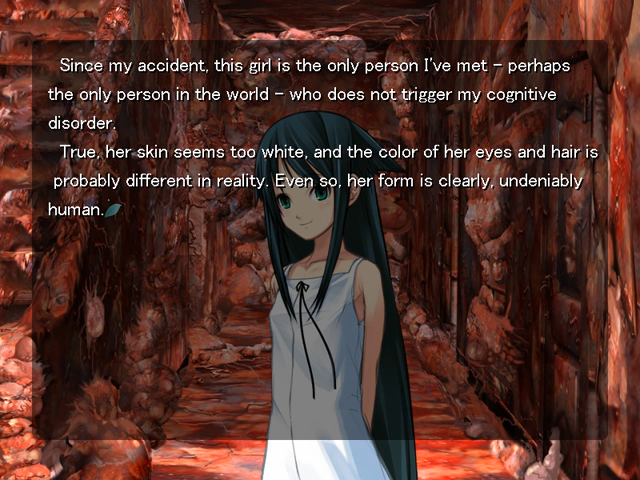 Since my accident, this girl is the only person I've met – perhaps
the only person in the world – who does not trigger my cognitive
disorder.
True, her skin seems too white, and the color of her eyes and hair is
probably different in reality. Even so, her form is clearly, undeniably
human.